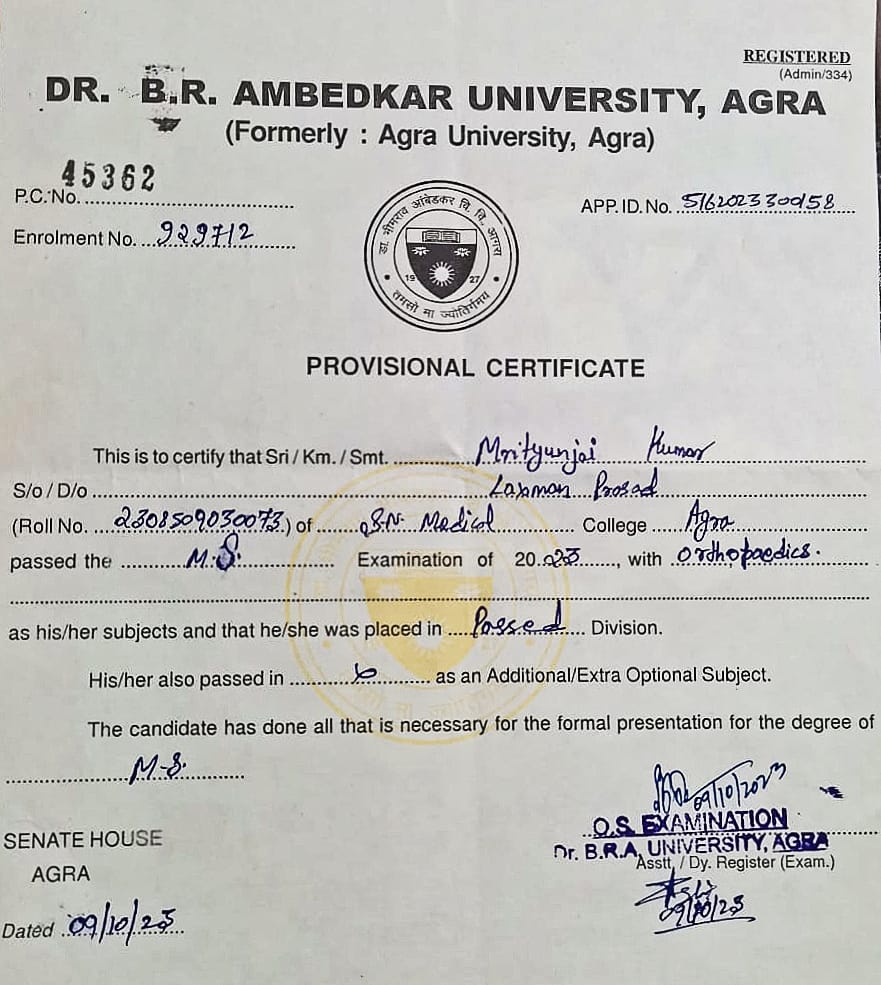 REGISTERED
(Admin/334)
DR. B.R. AMBEDKAR UNIVERSITY, AGRA
(Formerly : Agra University, Agra)
45362
P.C. No.
APP. ID. No. 5162023300158
Enrolment No. 929712
डा. भीमराव आंबेडकर वि. वि. आगरा
19 27
तमसो मा ज्योतिर्गमय
PROVISIONAL CERTIFICATE
This is to certify that Sri / Km. / Smt. Mrityunjai Kumar
S/o / D/o Laxman Prosad
(Roll No. 2308509030073) of S.N. Medical College Agra
passed the M.S. Examination of 20 23, with Orthopaedics.
as his/her subjects and that he/she was placed in Passed Division.
His/her also passed in as an Additional/Extra Optional Subject.
The candidate has done all that is necessary for the formal presentation for the degree of
M.S.
09/10/2023
O.S. EXAMINATION
Dr. B.R.A. UNIVERSITY, AGRA
SENATE HOUSE
Asstt. / Dy. Register (Exam.)
AGRA
09/10/23
Dated 09/10/23